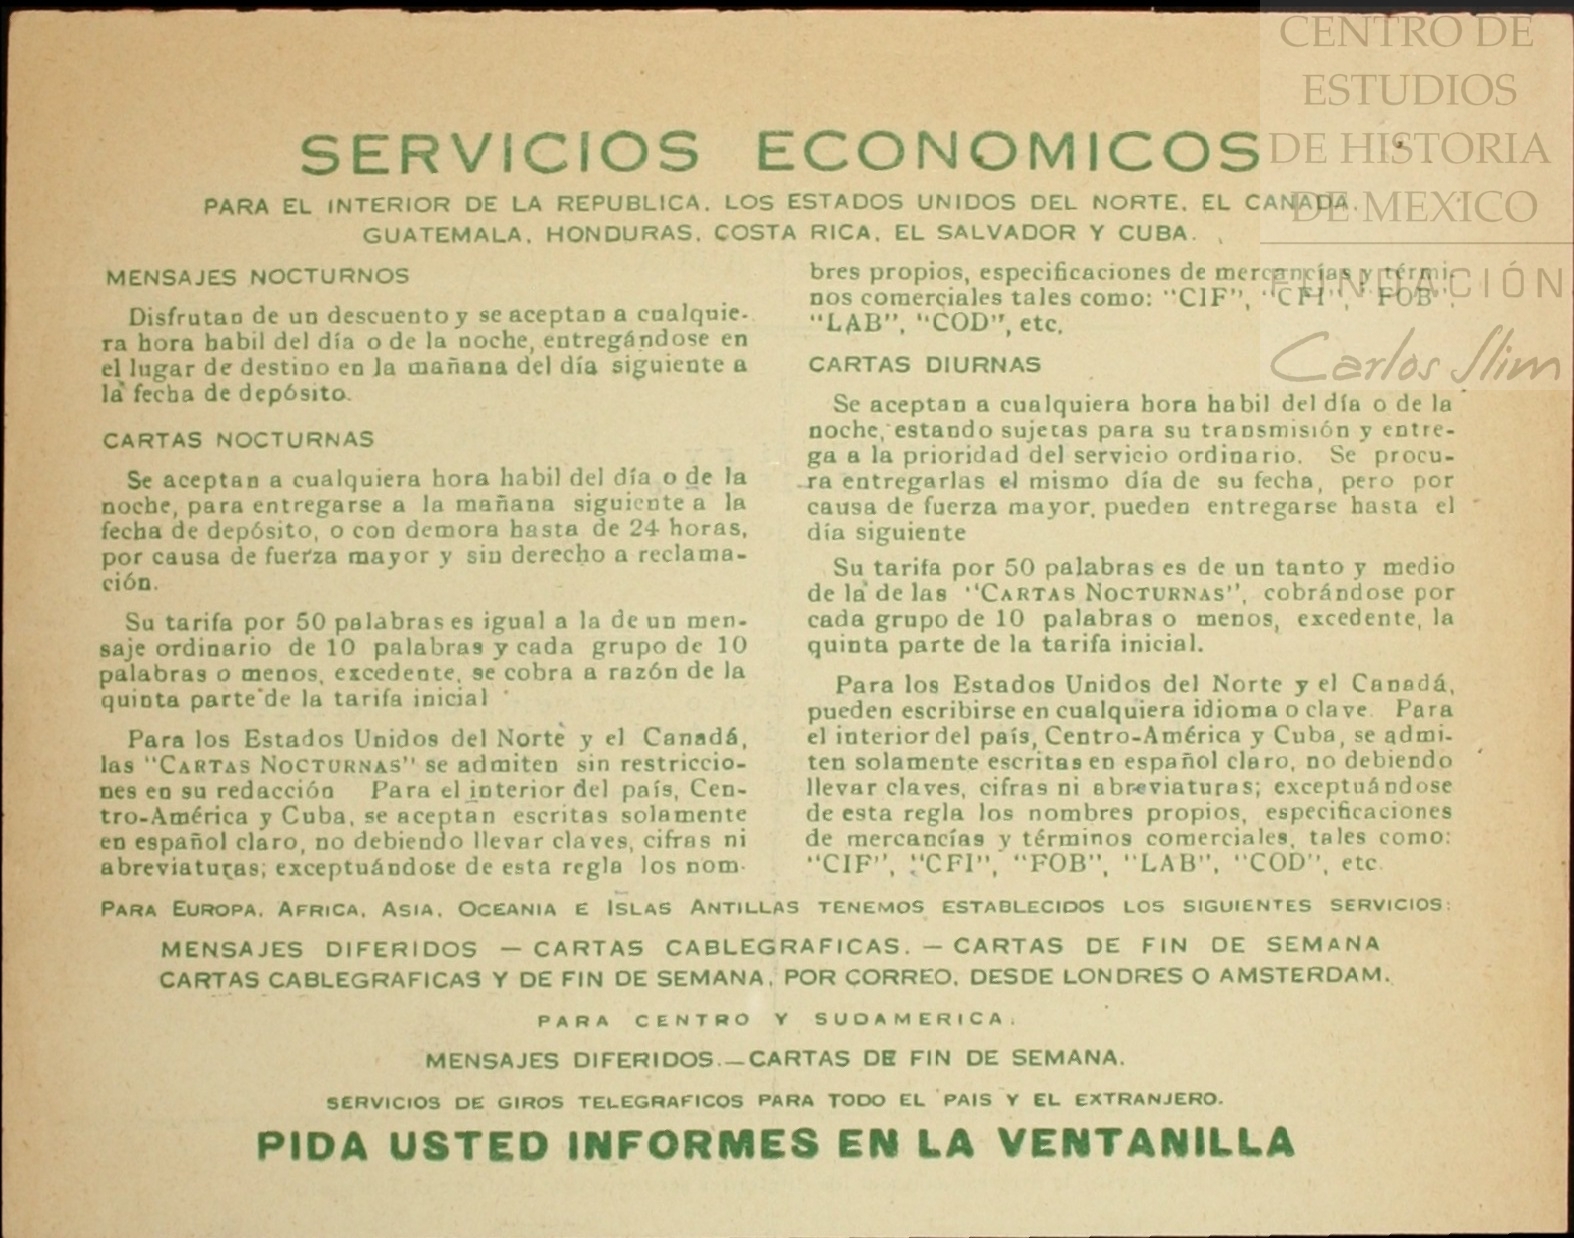 CENTRO DE
ESTUDIOS
DE HISTORIA
DE MEXICO
FUNDACIÓN
Carlos Slim
SERVICIOS ECONOMICOS
PARA EL INTERIOR DE LA REPUBLICA. LOS ESTADOS UNIDOS DEL NORTE. EL CANADA.
GUATEMALA, HONDURAS. COSTA RICA, EL SALVADOR Y CUBA.
MENSAJES NOCTURNOS
Disfrutan de un descuento y se aceptan a cualquie-
ra hora habil del día o de la noche, entregándose en
el lugar de destino en la mañana del día siguiente a
la fecha de depósito.
CARTAS NOCTURNAS
Se aceptan a cualquiera hora habil del día o de la
noche, para entregarse a la mañana siguiente a la
fecha de depósito, o con demora hasta de 24 horas,
por causa de fuerza mayor y sin derecho a reclama-
ción.
Su tarifa por 50 palabras es igual a la de un men-
saje ordinario de 10 palabras y cada grupo de 10
palabras o menos, excedente, se cobra a razón de la
quinta parte de la tarifa inicial
Para los Estados Unidos del Norte y el Canadá,
las "CARTAS NOCTURNAS" se admiten sin restriccio-
nes en su redacción Para el interior del país, Cen-
tro-América y Cuba, se aceptan escritas solamente
en español claro, no debiendo llevar claves, cifras ni
abreviaturas; exceptuándose de esta regla los nom-
bres propios, especificaciones de mercancías y térmi-
nos comerciales tales como: "CIF", "CFI", "FOB",
"LAB", "COD", etc.
CARTAS DIURNAS
Se aceptan a cualquiera hora habil del día o de la
noche, estando sujetas para su transmisión y entre-
ga a la prioridad del servicio ordinario. Se procu-
ra entregarlas el mismo día de su fecha, pero por
causa de fuerza mayor, pueden entregarse hasta el
día siguiente
Su tarifa por 50 palabras es de un tanto y medio
de la de las "CARTAS NOCTURNAS", cobrándose por
cada grupo de 10 palabras o menos, excedente, la
quinta parte de la tarifa inicial.
Para los Estados Unidos del Norte y el Canadá,
pueden escribirse en cualquiera idioma o clave. Para
el interior del país, Centro-América y Cuba, se admi-
ten solamente escritas en español claro, no debiendo
llevar claves, cifras ni abreviaturas; exceptuándose
de esta regla los nombres propios, especificaciones
de mercancías y términos comerciales, tales como:
"CIF", "CFI", "FOB", "LAB", "COD", etc.
PARA EUROPA, AFRICA, ASIA, OCEANIA E ISLAS ANTILLAS TENEMOS ESTABLECIDOS LOS SIGUIENTES SERVICIOS:
MENSAJES DIFERIDOS — CARTAS CABLEGRAFICAS. — CARTAS DE FIN DE SEMANA
CARTAS CABLEGRAFICAS Y DE FIN DE SEMANA, POR CORREO, DESDE LONDRES O AMSTERDAM.
PARA CENTRO Y SUDAMERICA.
MENSAJES DIFERIDOS.—CARTAS DE FIN DE SEMANA.
SERVICIOS DE GIROS TELEGRAFICOS PARA TODO EL PAIS Y EL EXTRANJERO.
PIDA USTED INFORMES EN LA VENTANILLA